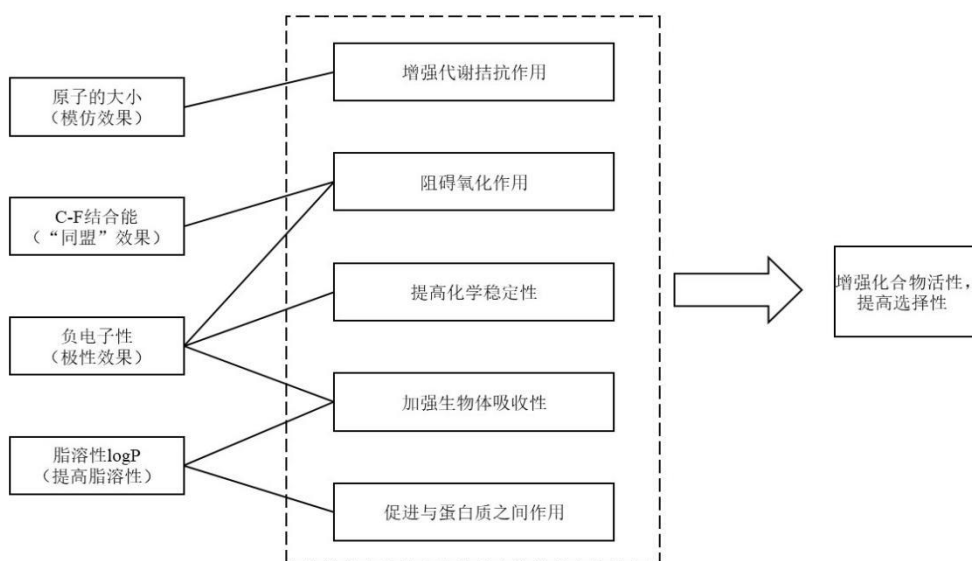 原子的大小
（模仿效果）
C-F结合能
（“同盟”效果）
负电子性
（极性效果）
脂溶性logP
（提高脂溶性）
增强代谢拮抗作用
阻碍氧化作用
提高化学稳定性
加强生物体吸收性
促进与蛋白质之间作用
增强化合物活性，
提高选择性